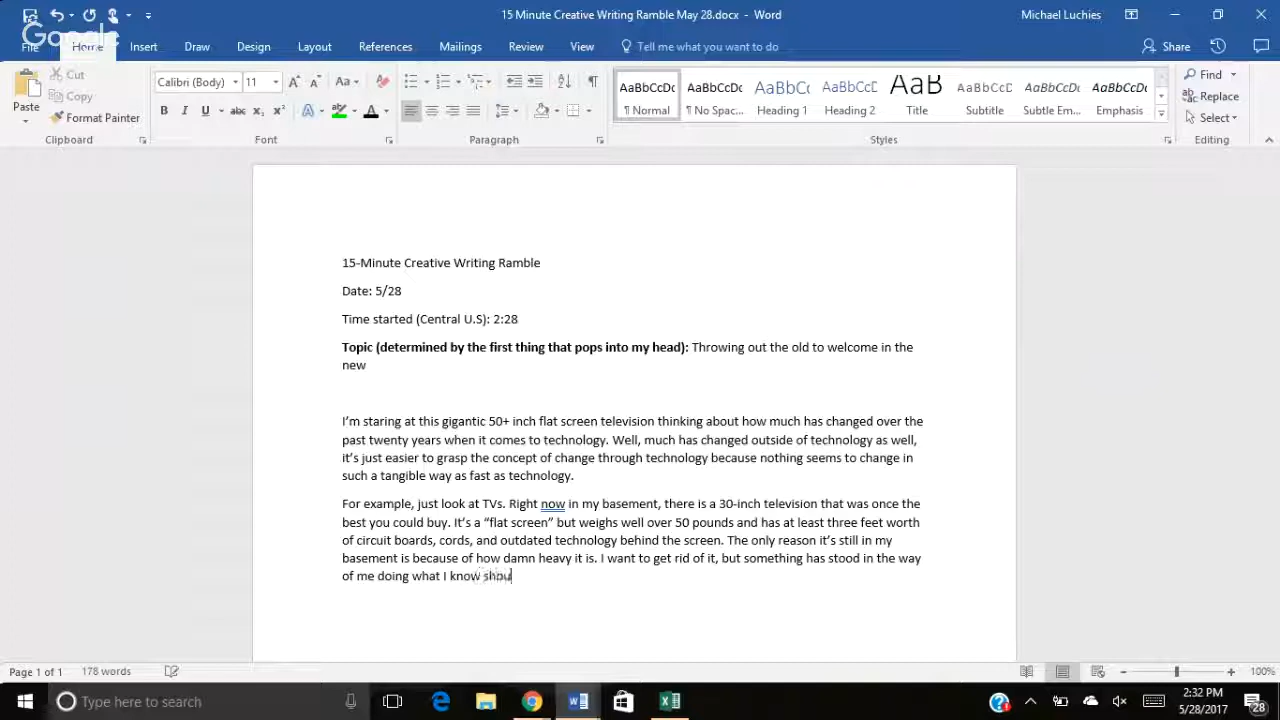 15 Minute Creative Writing Ramble May 28.docx - Word
Michael Luchies
Google
File Home Insert Draw Design Layout References Mailings Review View Tell me what you want to do Share
Paste Cut Copy Format Painter Clipboard
Calibri (Body) 11 Aa B I U abc x₂ x² A A Font
Paragraph
AaBbCcDc ¶ Normal
AaBbCcDc ¶ No Spac...
AaBbCc Heading 1
AaBbCcD Heading 2
AaB Title
AaBbCcD Subtitle
AaBbCcDc Subtle Em...
AaBbCcDc Emphasis
Styles
Find Replace Select Editing
15-Minute Creative Writing Ramble
Date: 5/28
Time started (Central U.S): 2:28
Topic (determined by the first thing that pops into my head): Throwing out the old to welcome in the
new
I’m staring at this gigantic 50+ inch flat screen television thinking about how much has changed over the
past twenty years when it comes to technology. Well, much has changed outside of technology as well,
it’s just easier to grasp the concept of change through technology because nothing seems to change in
such a tangible way as fast as technology.
For example, just look at TVs. Right now in my basement, there is a 30-inch television that was once the
best you could buy. It’s a “flat screen” but weighs well over 50 pounds and has at least three feet worth
of circuit boards, cords, and outdated technology behind the screen. The only reason it’s still in my
basement is because of how damn heavy it is. I want to get rid of it, but something has stood in the way
of me doing what I know shou
Page 1 of 1 178 words 100%
Type here to search
2:32 PM
5/28/2017
28